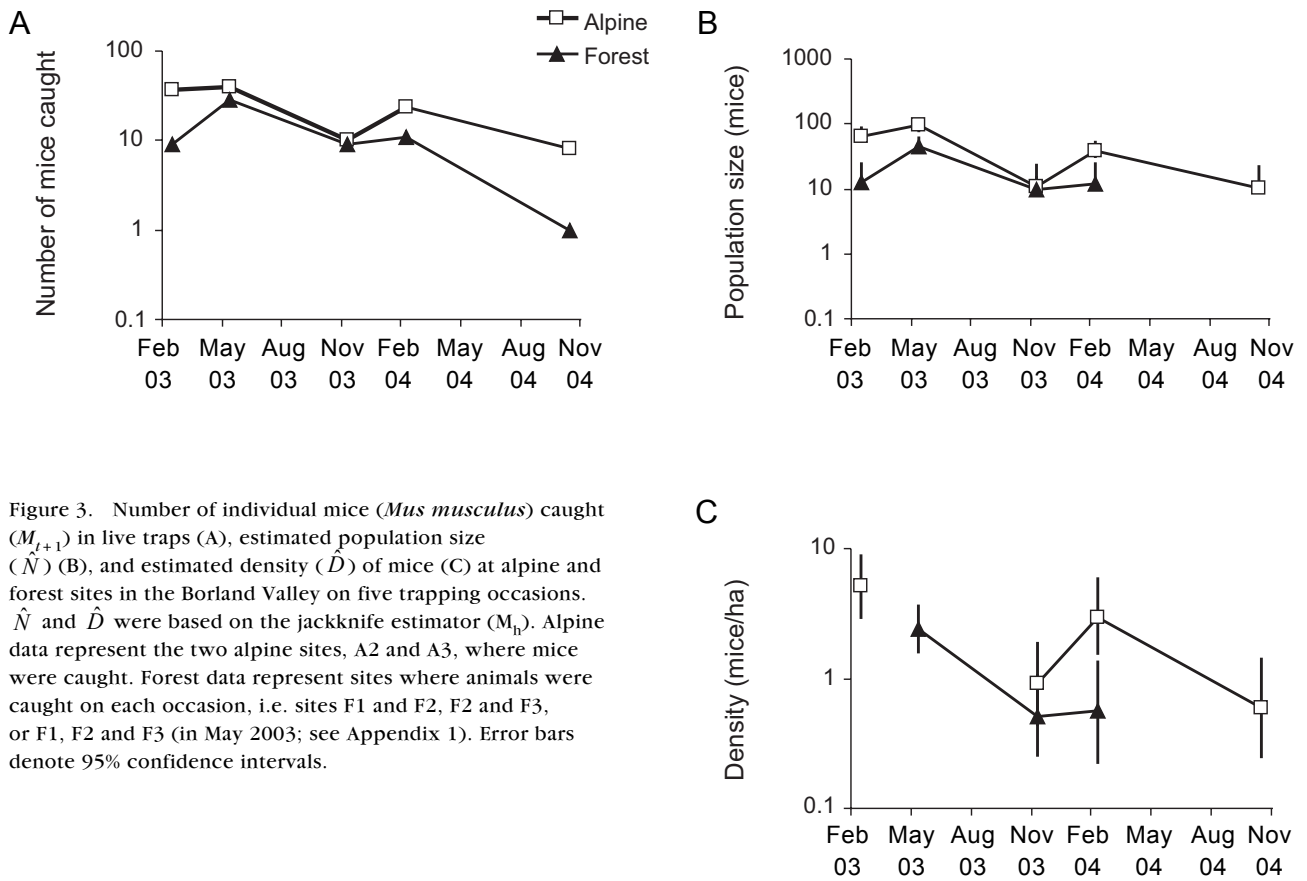 A
Alpine
Forest
Number of mice caught
100
10
1
0.1
Feb May Aug Nov Feb May Aug Nov
03 03 03 03 04 04 04 04
B
Population size (mice)
1000
100
10
1
0.1
Feb May Aug Nov Feb May Aug Nov
03 03 03 03 04 04 04 04
Figure 3. Number of individual mice (Mus musculus) caught
(M_{t+1}) in live traps (A), estimated population size
(N̂) (B), and estimated density (D̂) of mice (C) at alpine and
forest sites in the Borland Valley on five trapping occasions.
N̂ and D̂ were based on the jackknife estimator (M_h). Alpine
data represent the two alpine sites, A2 and A3, where mice
were caught. Forest data represent sites where animals were
caught on each occasion, i.e. sites F1 and F2, F2 and F3,
or F1, F2 and F3 (in May 2003; see Appendix 1). Error bars
denote 95% confidence intervals.
C
Density (mice/ha)
10
1
0.1
Feb May Aug Nov Feb May Aug Nov
03 03 03 03 04 04 04 04